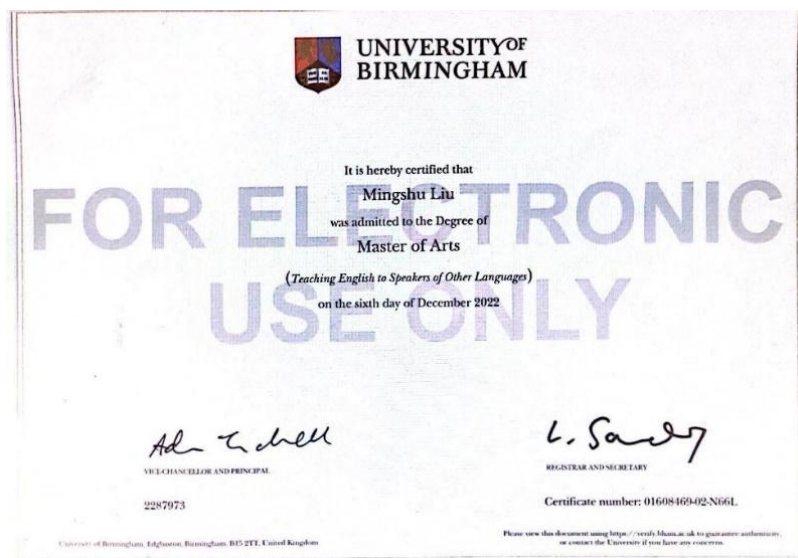 UNIVERSITY OF
BIRMINGHAM
It is hereby certified that
Mingshu Liu
was admitted to the Degree of
Master of Arts
(Teaching English to Speakers of Other Languages)
on the sixth day of December 2022
FOR ELECTRONIC
USE ONLY
VICE-CHANCELLOR AND PRINCIPAL
REGISTRAR AND SECRETARY
2287973
Certificate number: 01608469-02-N66L
University of Birmingham, Edgbaston, Birmingham, B15 2TT, United Kingdom
Please view this document using https://verify.bham.ac.uk to guarantee authenticity,
or contact the University if you have any concerns.